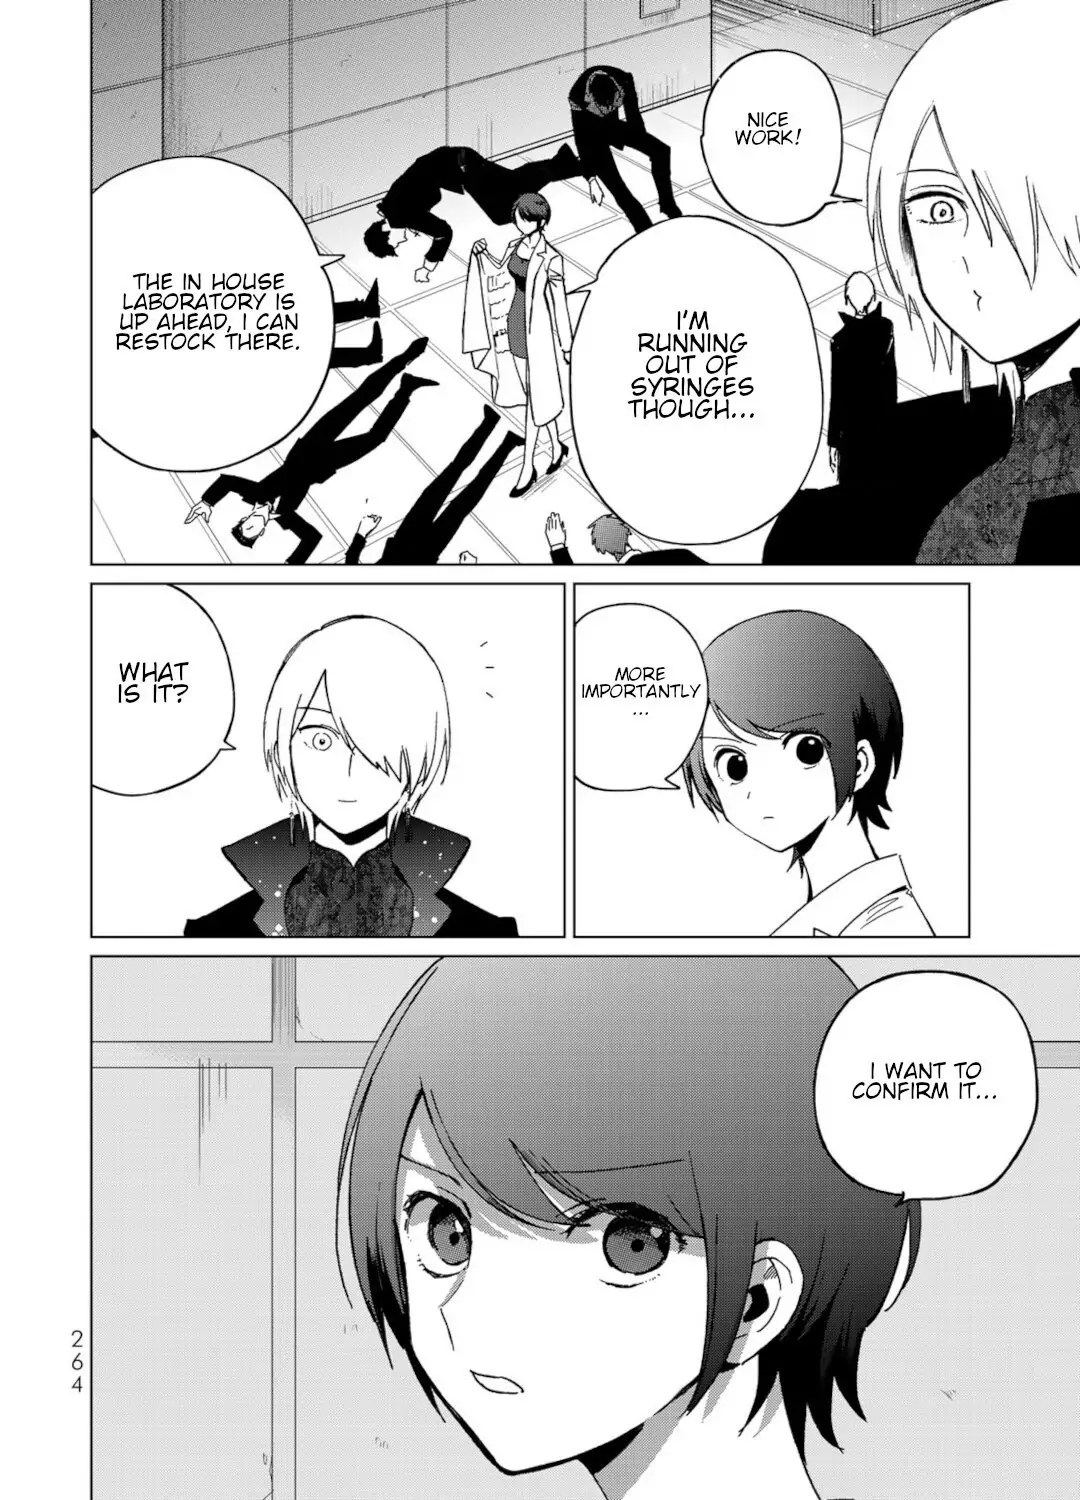 NICE
WORK!
I'M
RUNNING
OUT OF
SYRINGES
THOUGH...
THE IN HOUSE
LABORATORY IS
UP AHEAD, I CAN
RESTOCK THERE.
MORE
IMPORTANTLY
...
WHAT
IS IT?
I WANT TO
CONFIRM IT...
264